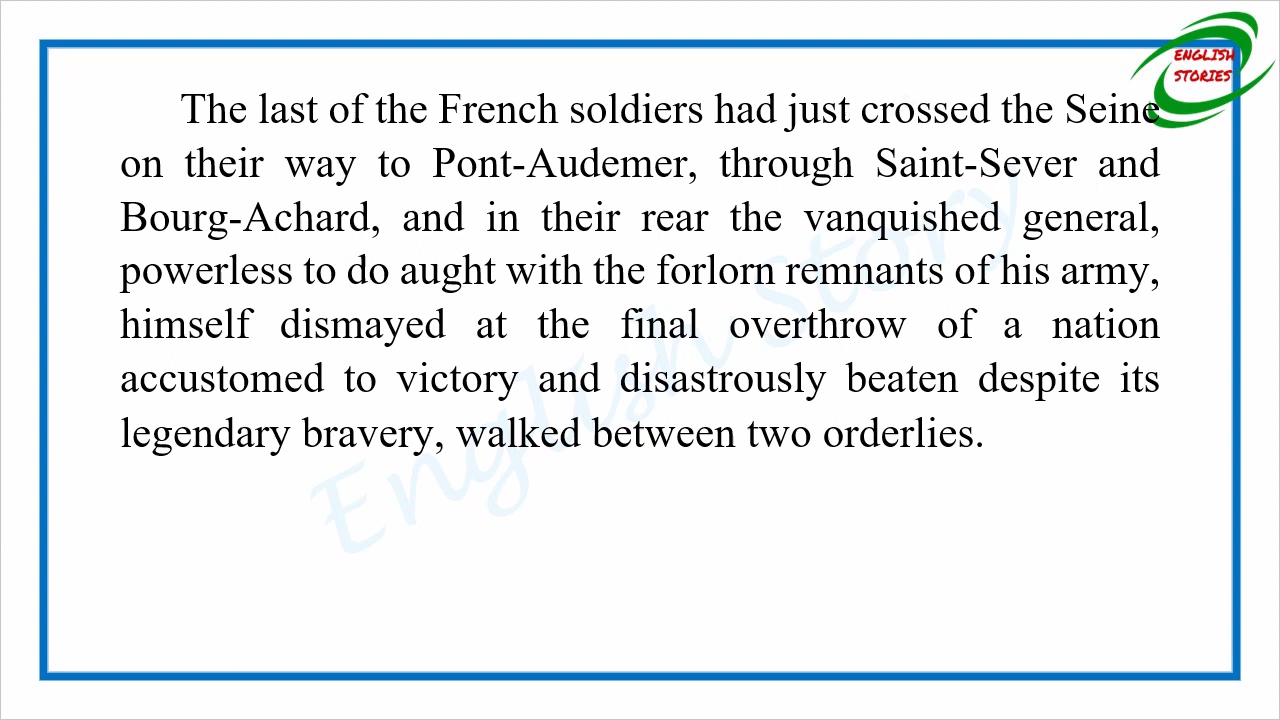 ENGLISH
STORIES
The last of the French soldiers had just crossed the Seine
on their way to Pont-Audemer, through Saint-Sever and
Bourg-Achard, and in their rear the vanquished general,
powerless to do aught with the forlorn remnants of his army,
himself dismayed at the final overthrow of a nation
accustomed to victory and disastrously beaten despite its
legendary bravery, walked between two orderlies.
English Story